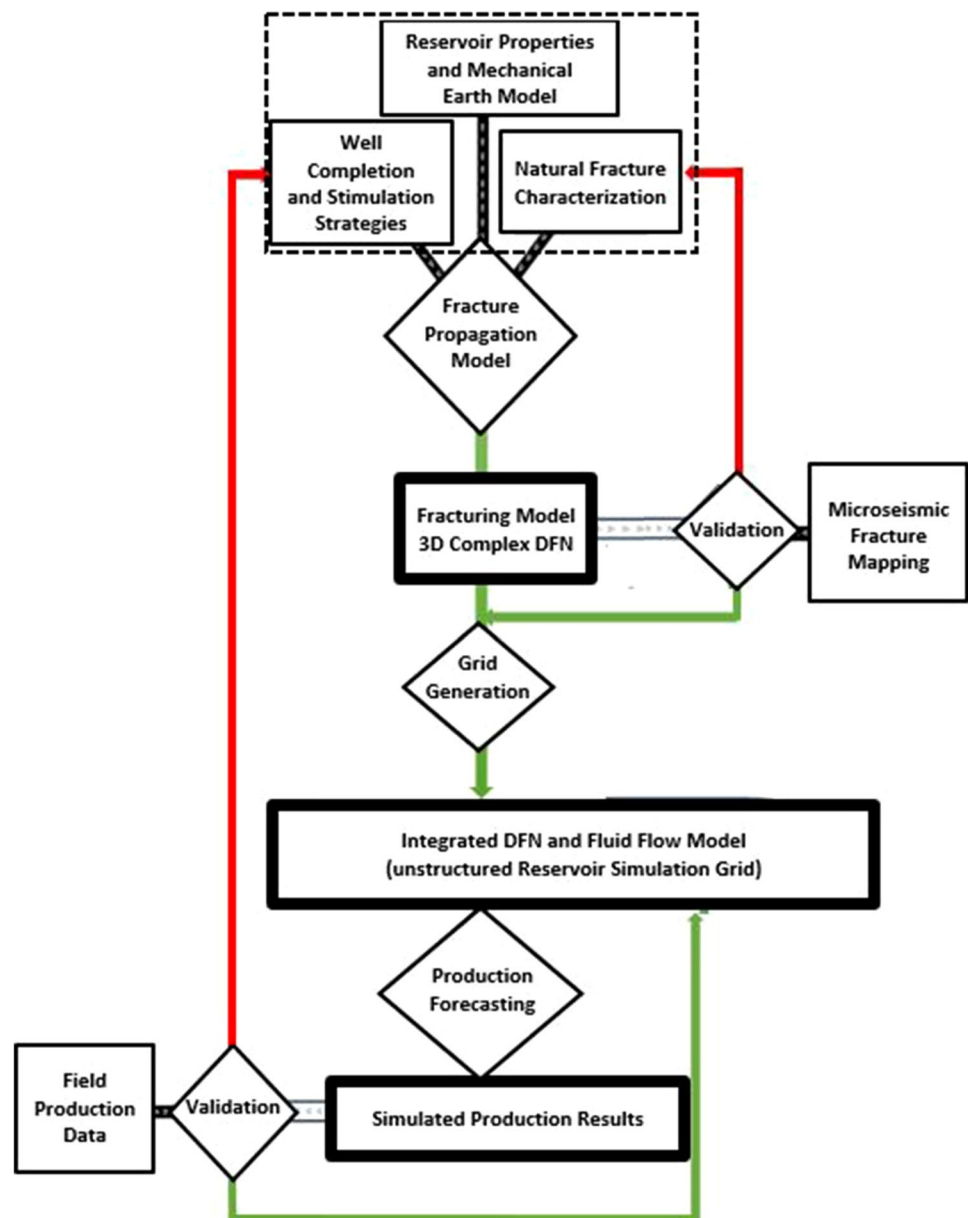 Reservoir Properties
and Mechanical
Earth Model
Well
Completion
and Stimulation
Strategies
Natural Fracture
Characterization
Fracture
Propagation
Model
Fracturing Model
3D Complex DFN
Validation
Microseismic
Fracture
Mapping
Grid
Generation
Integrated DFN and Fluid Flow Model
(unstructured Reservoir Simulation Grid)
Production
Forecasting
Field
Production
Data
Validation
Simulated Production Results